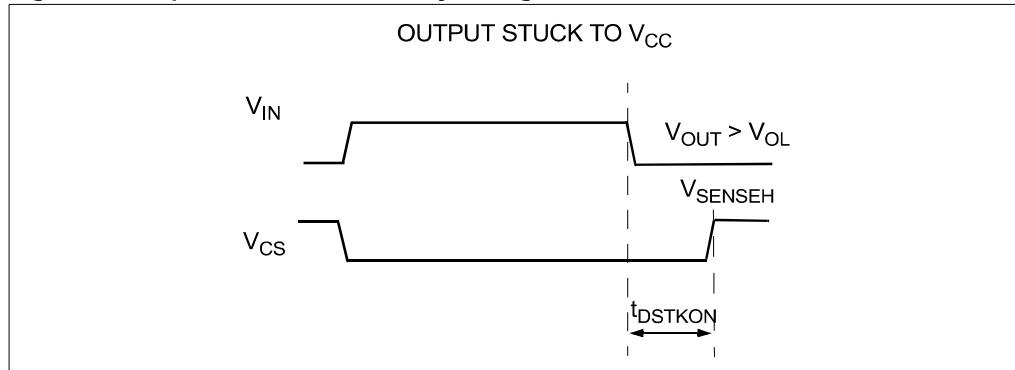 OUTPUT STUCK TO VCC
VIN
VOUT > VOL
VSENSEH
VCS
tDSTKON